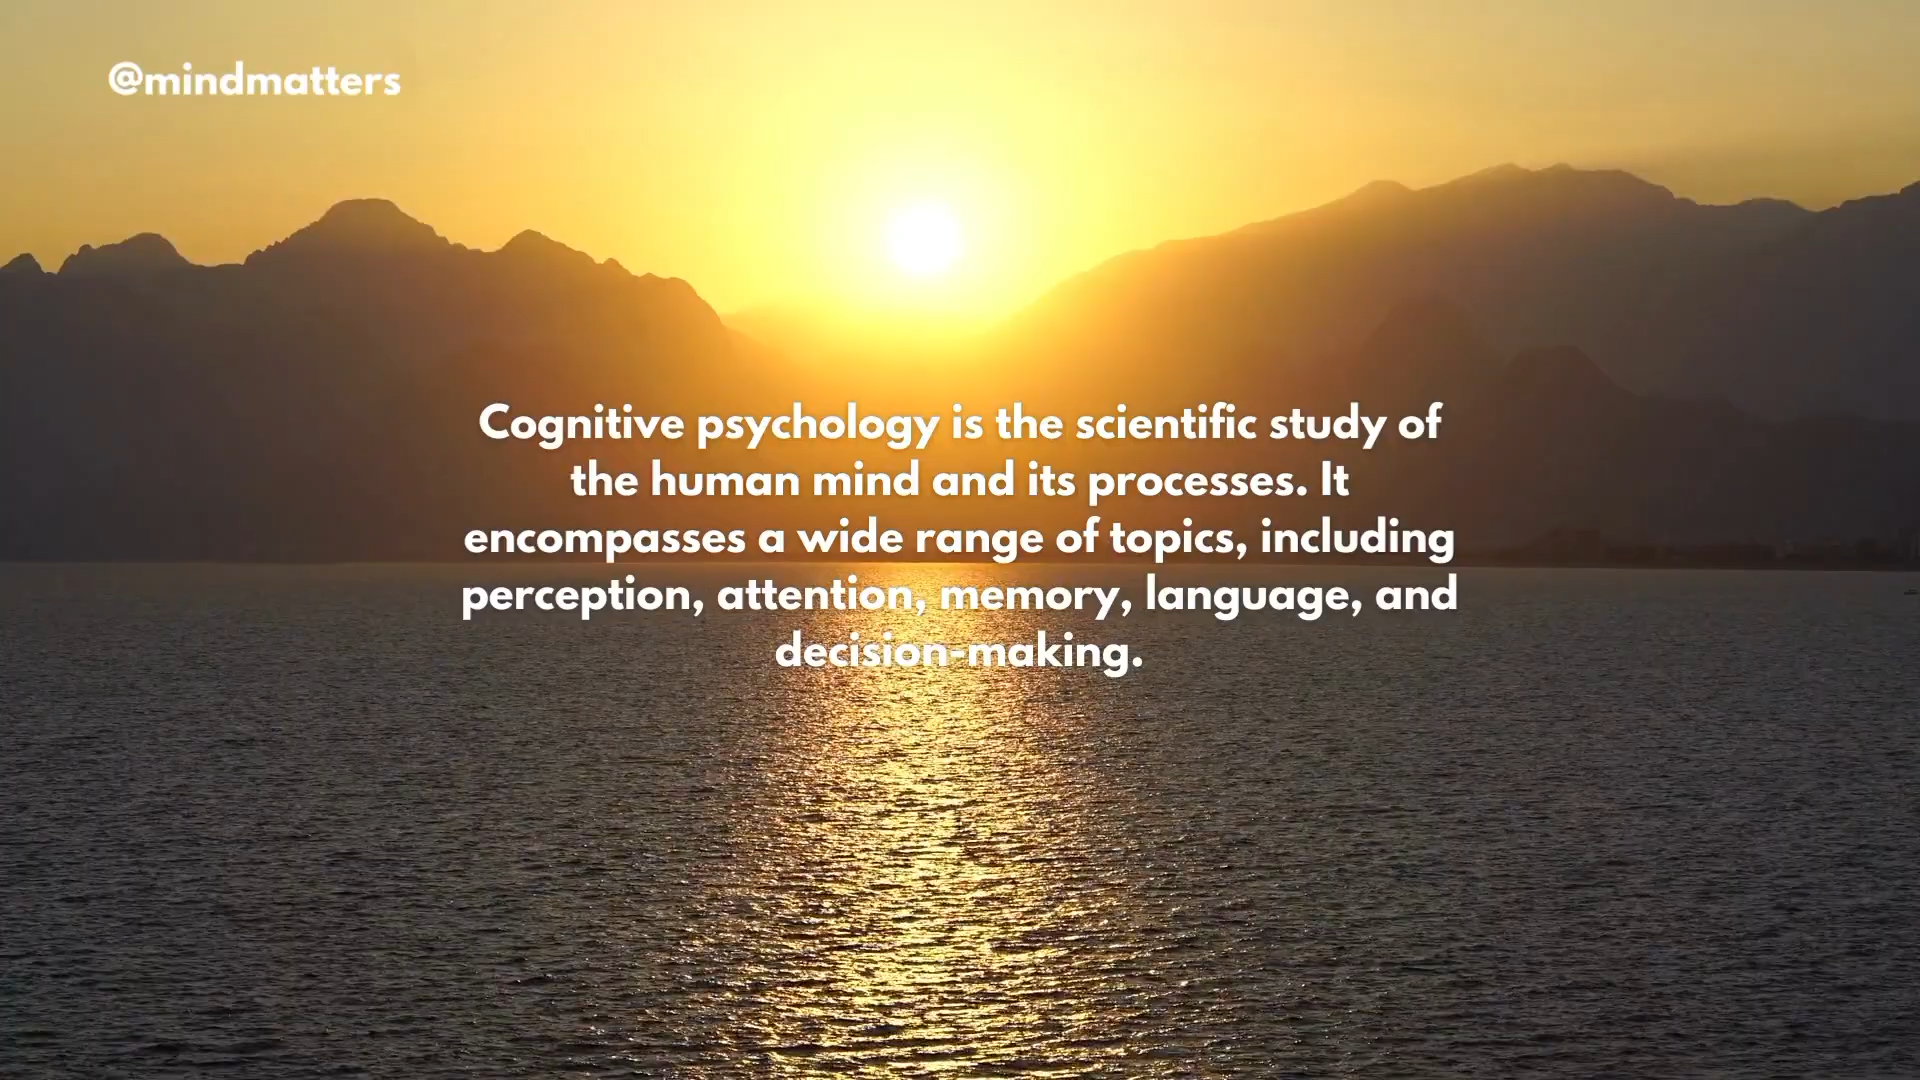 @mindmatters
Cognitive psychology is the scientific study of
the human mind and its processes. It
encompasses a wide range of topics, including
perception, attention, memory, language, and
decision-making.